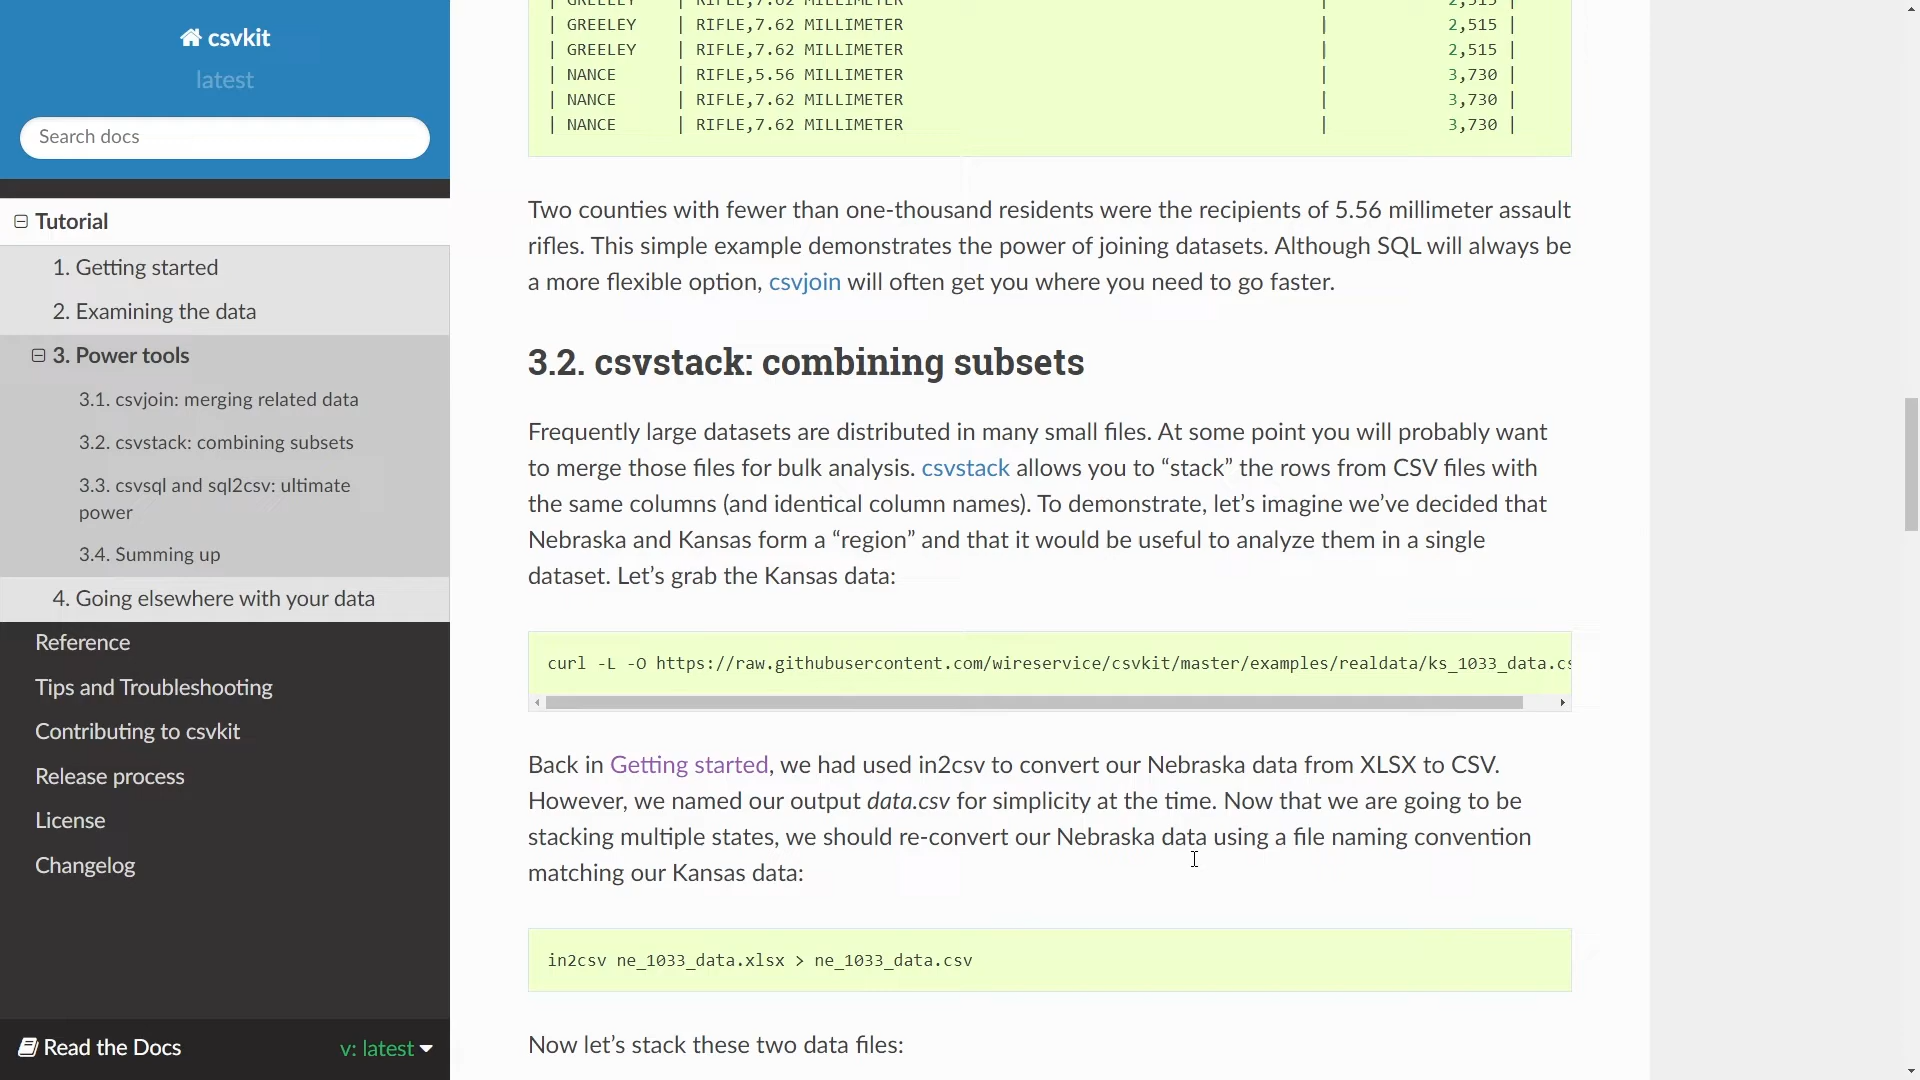 csvkit
latest
Search docs
Tutorial
1. Getting started
2. Examining the data
3. Power tools
3.1. csvjoin: merging related data
3.2. csvstack: combining subsets
3.3. csvsql and sql2csv: ultimate
power
3.4. Summing up
4. Going elsewhere with your data
Reference
Tips and Troubleshooting
Contributing to csvkit
Release process
License
Changelog
Read the Docs
v: latest
| GREELEY | RIFLE,7.62 MILLIMETER | 2,515 |
| GREELEY | RIFLE,7.62 MILLIMETER | 2,515 |
| GREELEY | RIFLE,7.62 MILLIMETER | 2,515 |
| NANCE | RIFLE,5.56 MILLIMETER | 3,730 |
| NANCE | RIFLE,7.62 MILLIMETER | 3,730 |
| NANCE | RIFLE,7.62 MILLIMETER | 3,730 |
Two counties with fewer than one-thousand residents were the recipients of 5.56 millimeter assault
rifles. This simple example demonstrates the power of joining datasets. Although SQL will always be
a more flexible option, csvjoin will often get you where you need to go faster.
3.2. csvstack: combining subsets
Frequently large datasets are distributed in many small files. At some point you will probably want
to merge those files for bulk analysis. csvstack allows you to “stack” the rows from CSV files with
the same columns (and identical column names). To demonstrate, let’s imagine we’ve decided that
Nebraska and Kansas form a “region” and that it would be useful to analyze them in a single
dataset. Let’s grab the Kansas data:
curl -L -O https://raw.githubusercontent.com/wireservice/csvkit/master/examples/realdata/ks_1033_data.cs
Back in Getting started, we had used in2csv to convert our Nebraska data from XLSX to CSV.
However, we named our output data.csv for simplicity at the time. Now that we are going to be
stacking multiple states, we should re-convert our Nebraska data using a file naming convention
matching our Kansas data:
in2csv ne_1033_data.xlsx > ne_1033_data.csv
Now let’s stack these two data files: